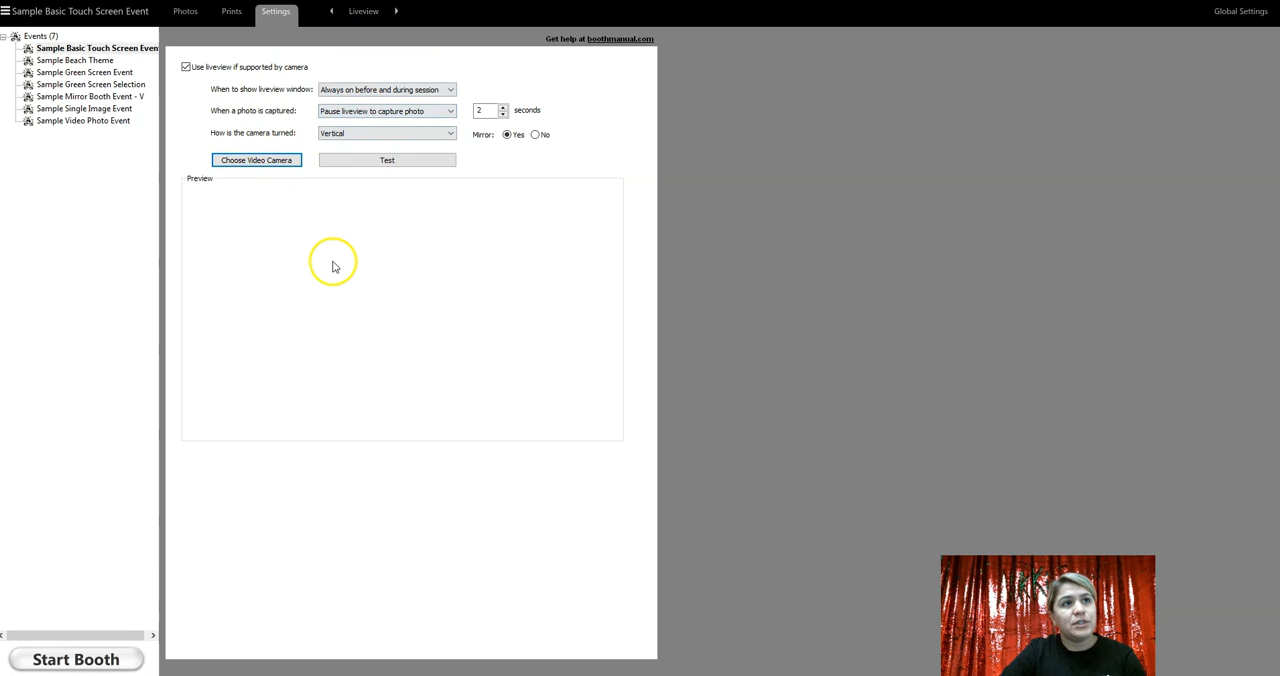 Sample Basic Touch Screen Event Photos Prints Settings Liveview Global Settings
Events (7)
Sample Basic Touch Screen Even
Sample Beach Theme
Sample Green Screen Event
Sample Green Screen Selection
Sample Mirror Booth Event - V
Sample Single Image Event
Sample Video Photo Event
Get help at boothmanual.com
Use liveview if supported by camera
When to show liveview window: Always on before and during session
When a photo is captured: Pause liveview to capture photo 2 seconds
How is the camera turned: Vertical Mirror: Yes No
Choose Video Camera Test
Preview
Start Booth